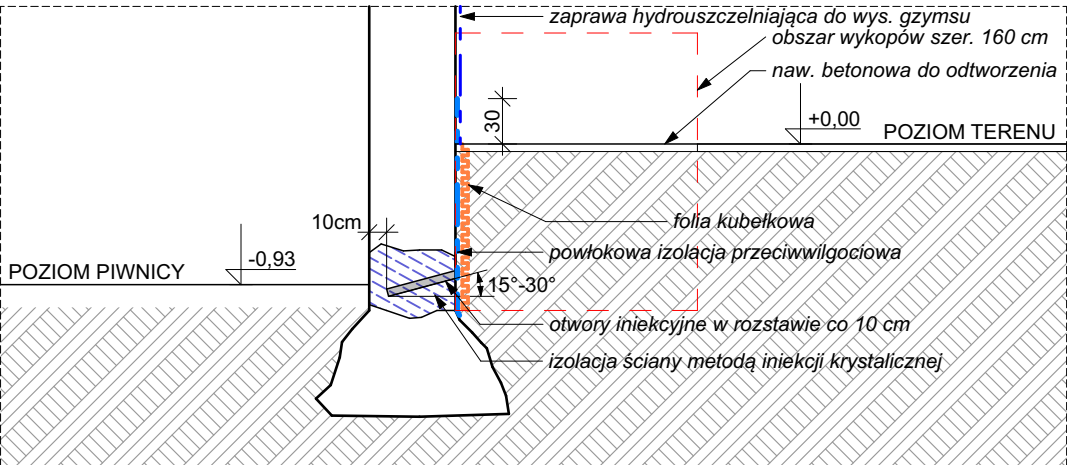 zaprawa hydrouszczelniająca do wys. gzymsu
obszar wykopów szer. 160 cm
naw. betonowa do odtworzenia
30
+0,00
POZIOM TERENU
folia kubełkowa
10cm
powłokowa izolacja przeciwwilgociowa
-0,93
POZIOM PIWNICY
15°-30°
otwory iniekcyjne w rozstawie co 10 cm
izolacja ściany metodą iniekcji krystalicznej